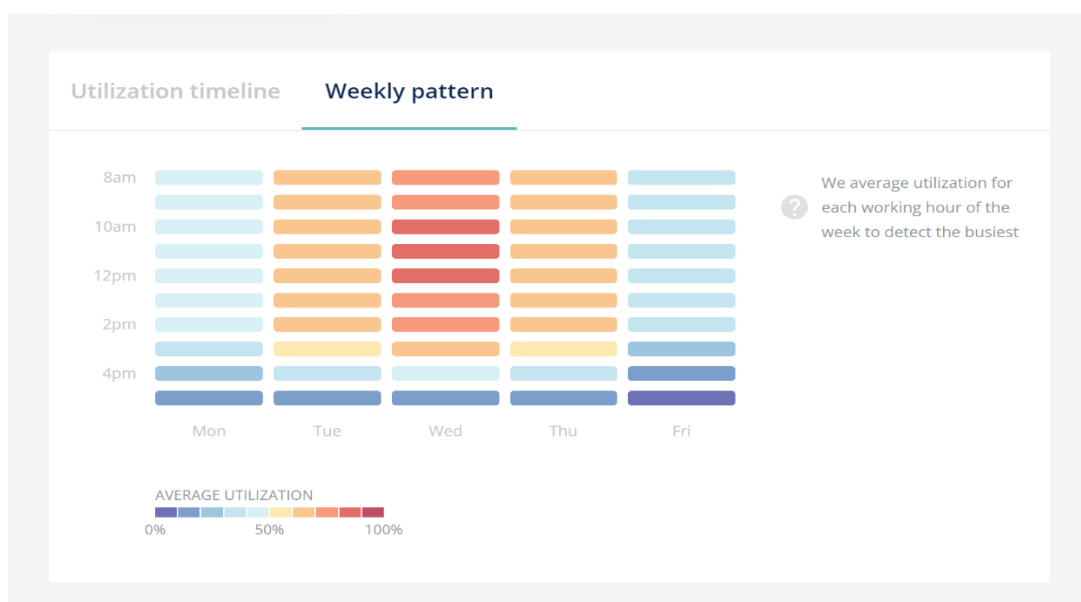 Utilization timeline Weekly pattern
8am
10am
12pm
2pm
4pm
Mon Tue Wed Thu Fri
We average utilization for
each working hour of the
week to detect the busiest
?
AVERAGE UTILIZATION
0% 50% 100%